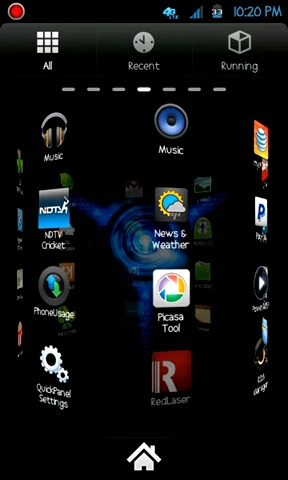 4G LTE 33 10:20 PM
All Recent Running
Music Music
NDTV
NDTV Cricket
News & Weather
PhoneUsage
Picasa Tool
R
QuickPanel Settings
RedLaser